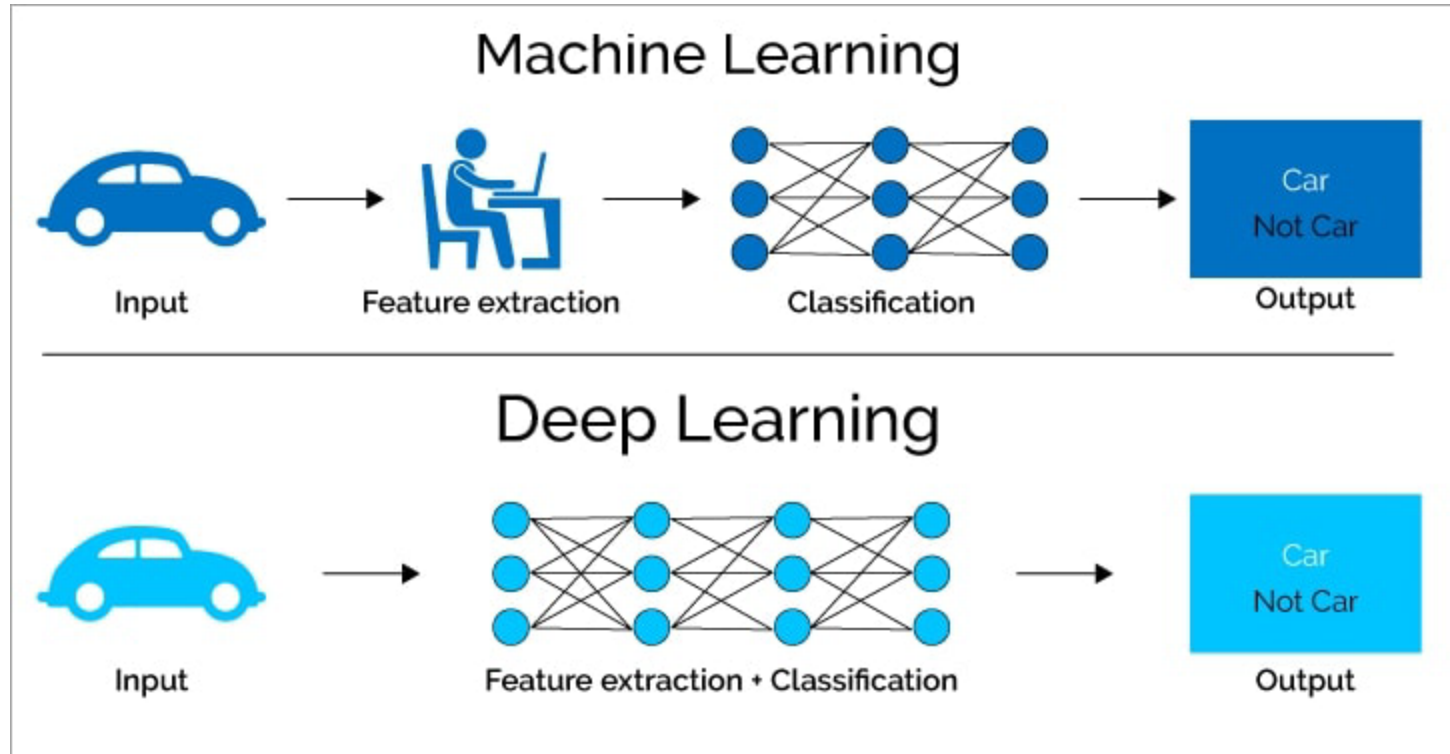 Machine Learning
Car
Not Car
Input
Feature extraction
Classification
Output
Deep Learning
Car
Not Car
Input
Feature extraction + Classification
Output